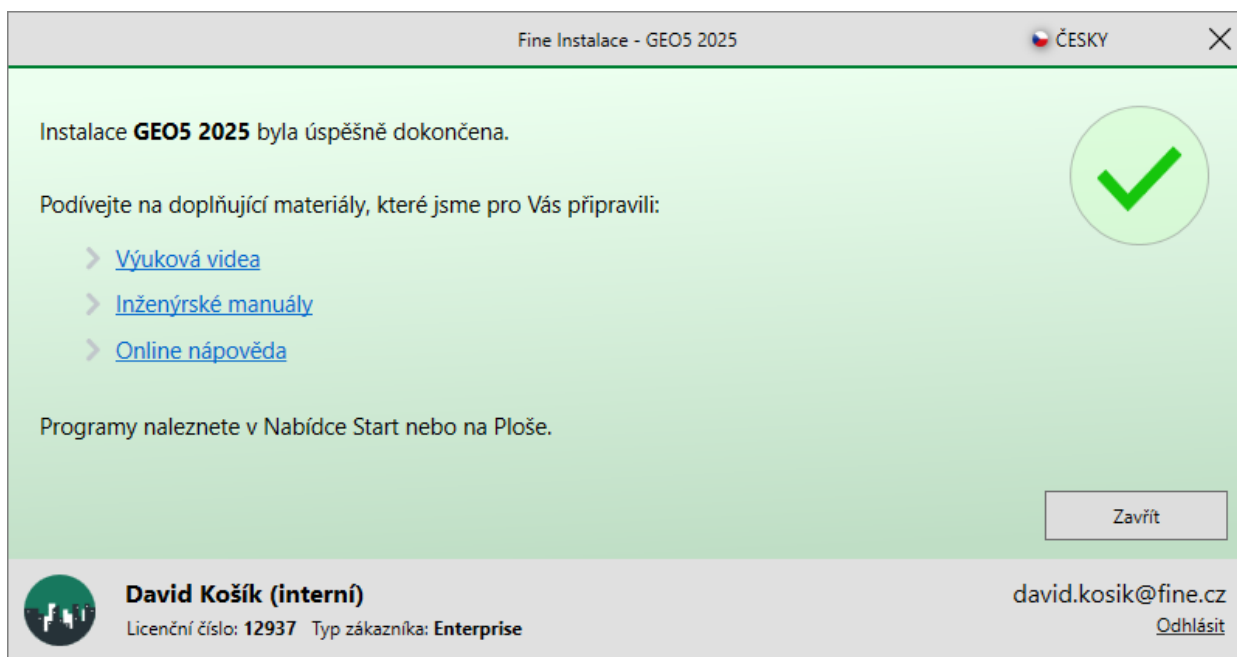 Fine Instalace - GEO5 2025
ČESKY
Instalace GEO5 2025 byla úspěšně dokončena.
Podívejte na doplňující materiály, které jsme pro Vás připravili:
Výuková videa
Inženýrské manuály
Online nápověda
Programy naleznete v Nabídce Start nebo na Ploše.
Zavřít
David Košík (interní)
david.kosik@fine.cz
Licenční číslo: 12937 Typ zákazníka: Enterprise
Odhlásit